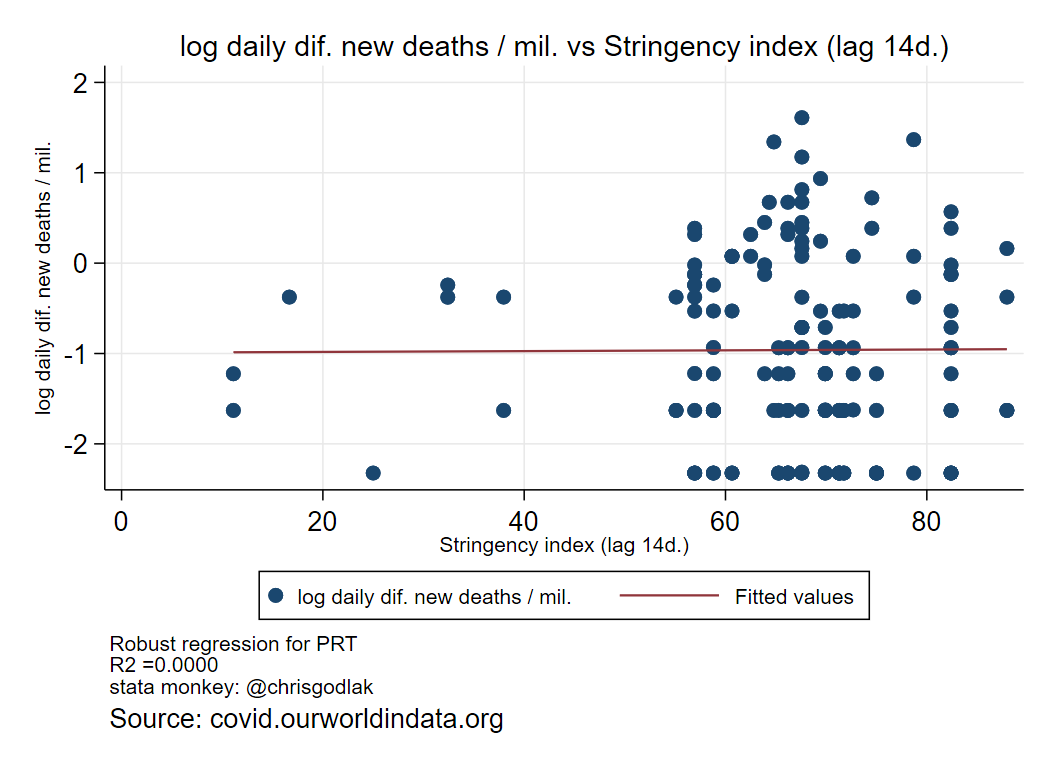 log daily dif. new deaths / mil. vs Stringency index (lag 14d.)
log daily dif. new deaths / mil.
2
1
0
-1
-2
0 20 40 60 80
Stringency index (lag 14d.)
log daily dif. new deaths / mil. Fitted values
Robust regression for PRT
R2 =0.0000
stata monkey: @chrisgodlak
Source: covid.ourworldindata.org